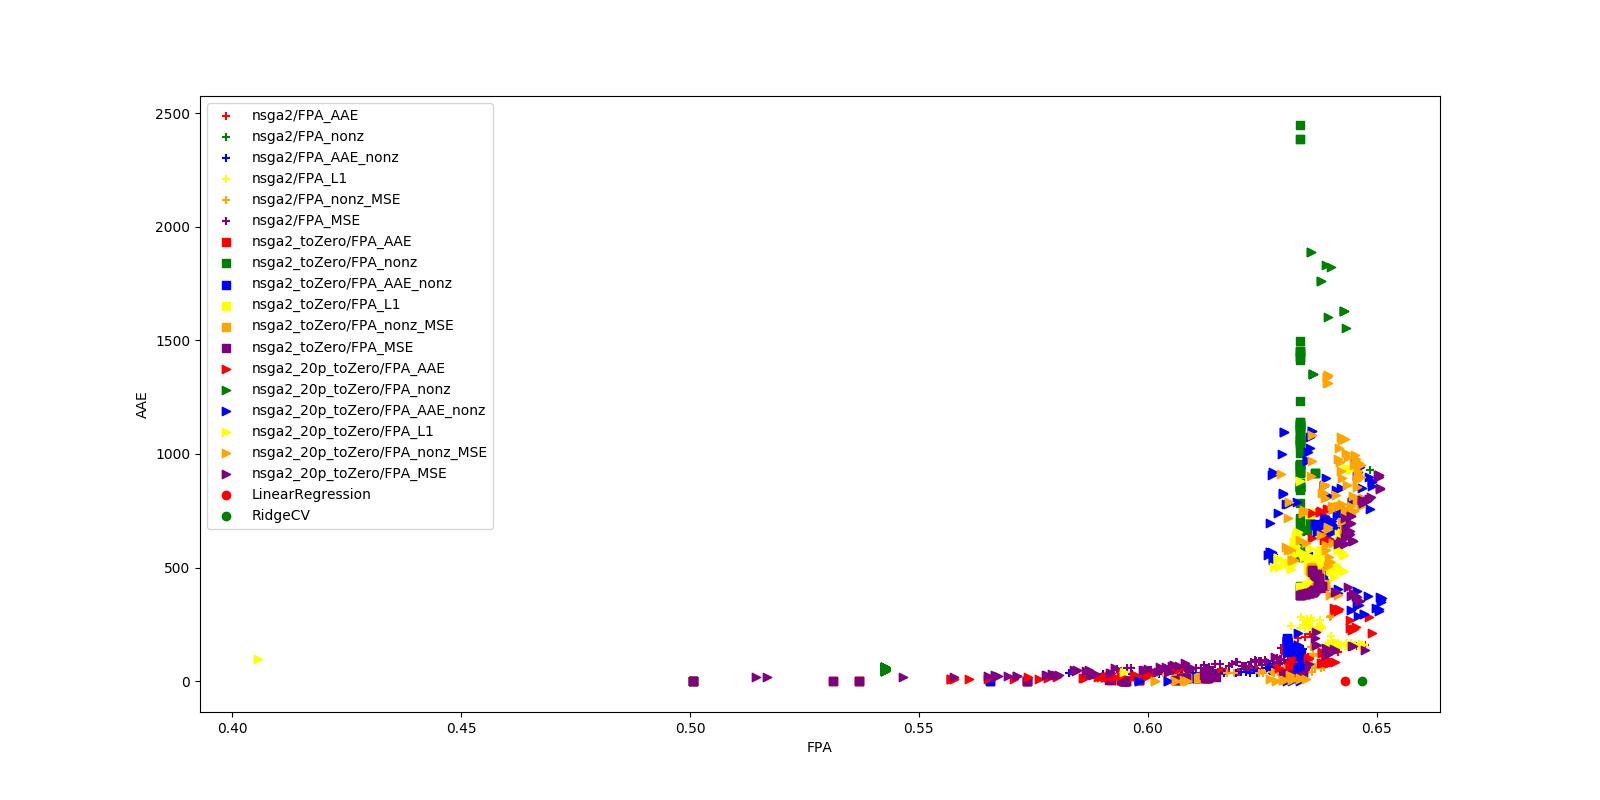 2500
2000
1500
1000
500
0
AAE
0.40
0.45
0.50
0.55
0.60
0.65
FPA
nsga2/FPA_AAE
nsga2/FPA_nonz
nsga2/FPA_AAE_nonz
nsga2/FPA_L1
nsga2/FPA_nonz_MSE
nsga2/FPA_MSE
nsga2_toZero/FPA_AAE
nsga2_toZero/FPA_nonz
nsga2_toZero/FPA_AAE_nonz
nsga2_toZero/FPA_L1
nsga2_toZero/FPA_nonz_MSE
nsga2_toZero/FPA_MSE
nsga2_20p_toZero/FPA_AAE
nsga2_20p_toZero/FPA_nonz
nsga2_20p_toZero/FPA_AAE_nonz
nsga2_20p_toZero/FPA_L1
nsga2_20p_toZero/FPA_nonz_MSE
nsga2_20p_toZero/FPA_MSE
LinearRegression
RidgeCV